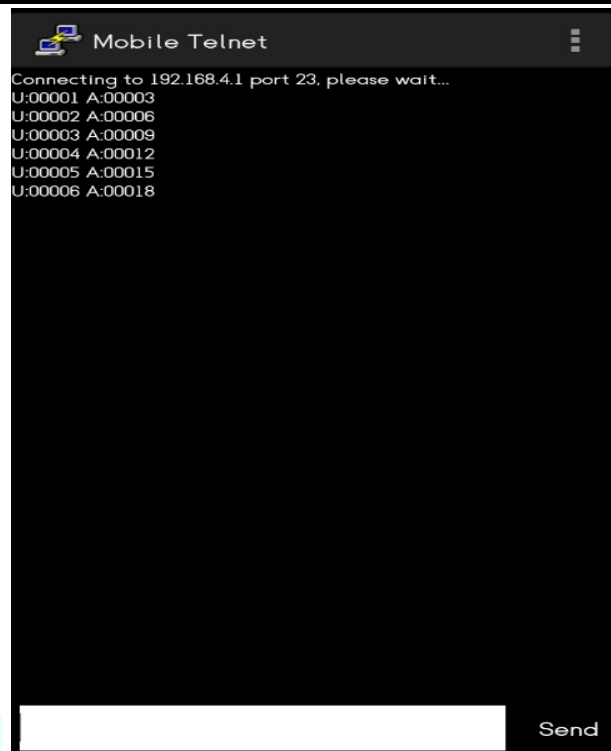 Mobile Telnet
Connecting to 192.168.4.1 port 23, please wait...
U:00001 A:00003
U:00002 A:00006
U:00003 A:00009
U:00004 A:00012
U:00005 A:00015
U:00006 A:00018
Send